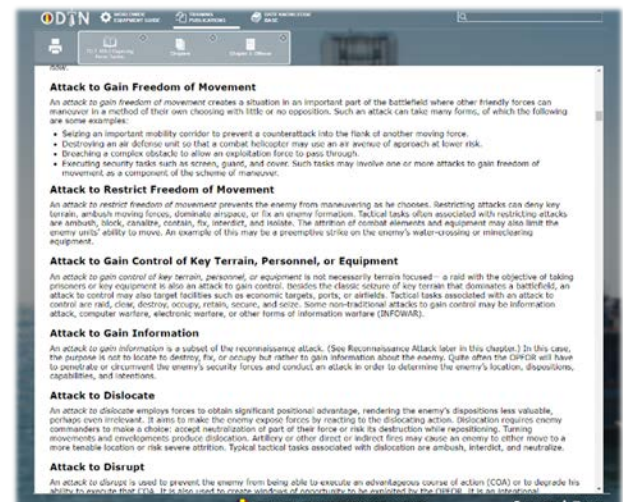 ODIN
WORLDWIDE
EQUIPMENT GUIDE
TRAINING
PUBLICATIONS
DATA KNOWLEDGE
BASE
now.
Attack to Gain Freedom of Movement
An attack to gain freedom of movement creates a situation in an important part of the battlefield where other friendly forces can
maneuver in a method of their own choosing with little or no opposition. Such an attack can take many forms, of which the following
are some examples:
• Seizing an important mobility corridor to prevent a counterattack into the flank of another moving force.
• Destroying an air defense unit so that a combat helicopter may use an air avenue of approach at lower risk.
• Breaching a complex obstacle to allow an exploitation force to pass through.
• Executing security tasks such as screen, guard, and cover. Such tasks may involve one or more attacks to gain freedom of
movement as a component of the scheme of maneuver.
Attack to Restrict Freedom of Movement
An attack to restrict freedom of movement prevents the enemy from maneuvering as he chooses. Restricting attacks can deny key
terrain, ambush moving forces, dominate airspace, or fix an enemy formation. Tactical tasks often associated with restricting attacks
are ambush, block, canalize, contain, fix, interdict, and isolate. The attrition of combat elements and equipment may also limit the
enemy units' ability to move. An example of this may be a preemptive strike on the enemy's water-crossing or mineclearing
equipment.
Attack to Gain Control of Key Terrain, Personnel, or Equipment
An attack to gain control of key terrain, personnel, or equipment is not necessarily terrain focused— a raid with the objective of taking
prisoners or key equipment is also an attack to gain control. Besides the classic seizure of key terrain that dominates a battlefield, an
attack to control may also target facilities such as economic targets, ports, or airfields. Tactical tasks associated with an attack to
control are raid, clear, destroy, occupy, retain, secure, and seize. Some non-traditional attacks to gain control may be information
attack, computer warfare, electronic warfare, or other forms of information warfare (INFOWAR).
Attack to Gain Information
An attack to gain information is a subset of the reconnaissance attack. (See Reconnaissance Attack later in this chapter.) In this case,
the purpose is not to locate to destroy, fix, or occupy but rather to gain information about the enemy. Quite often the OPFOR will have
to penetrate or circumvent the enemy's security forces and conduct an attack in order to determine the enemy's location, dispositions,
capabilities, and intentions.
Attack to Dislocate
An attack to dislocate employs forces to obtain significant positional advantage, rendering the enemy's dispositions less valuable,
perhaps even irrelevant. It aims to make the enemy expose forces by reacting to the dislocating action. Dislocation requires enemy
commanders to make a choice: accept neutralization of part of their force or risk its destruction while repositioning. Turning
movements and envelopments produce dislocation. Artillery or other direct or indirect fires may cause an enemy to either move to a
more tenable location or risk severe attrition. Typical tactical tasks associated with dislocation are ambush, interdict, and neutralize.
Attack to Disrupt
An attack to disrupt is used to prevent the enemy from being able to execute an advantageous course of action (COA) or to degrade his
ability to execute that COA. It is also used to create windows of opportunity to be exploited by the OPFOR. It is an intentional